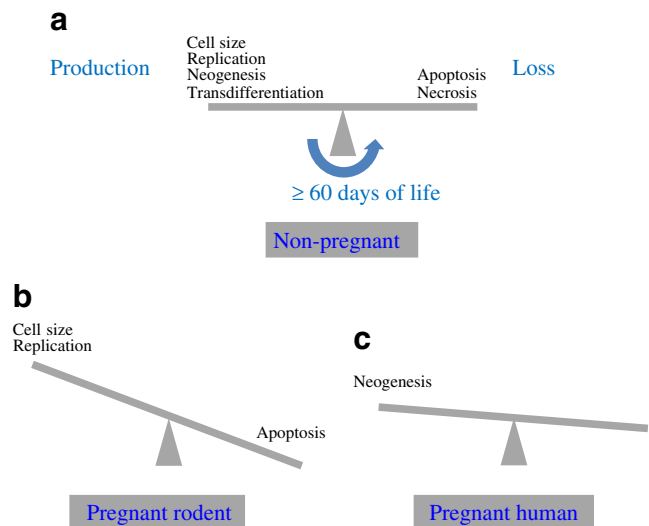 a
Production
Cell size
Replication
Neogenesis
Transdifferentiation
Apoptosis
Necrosis
Loss
≥ 60 days of life
Non-pregnant
b
Cell size
Replication
Apoptosis
Pregnant rodent
c
Neogenesis
Pregnant human